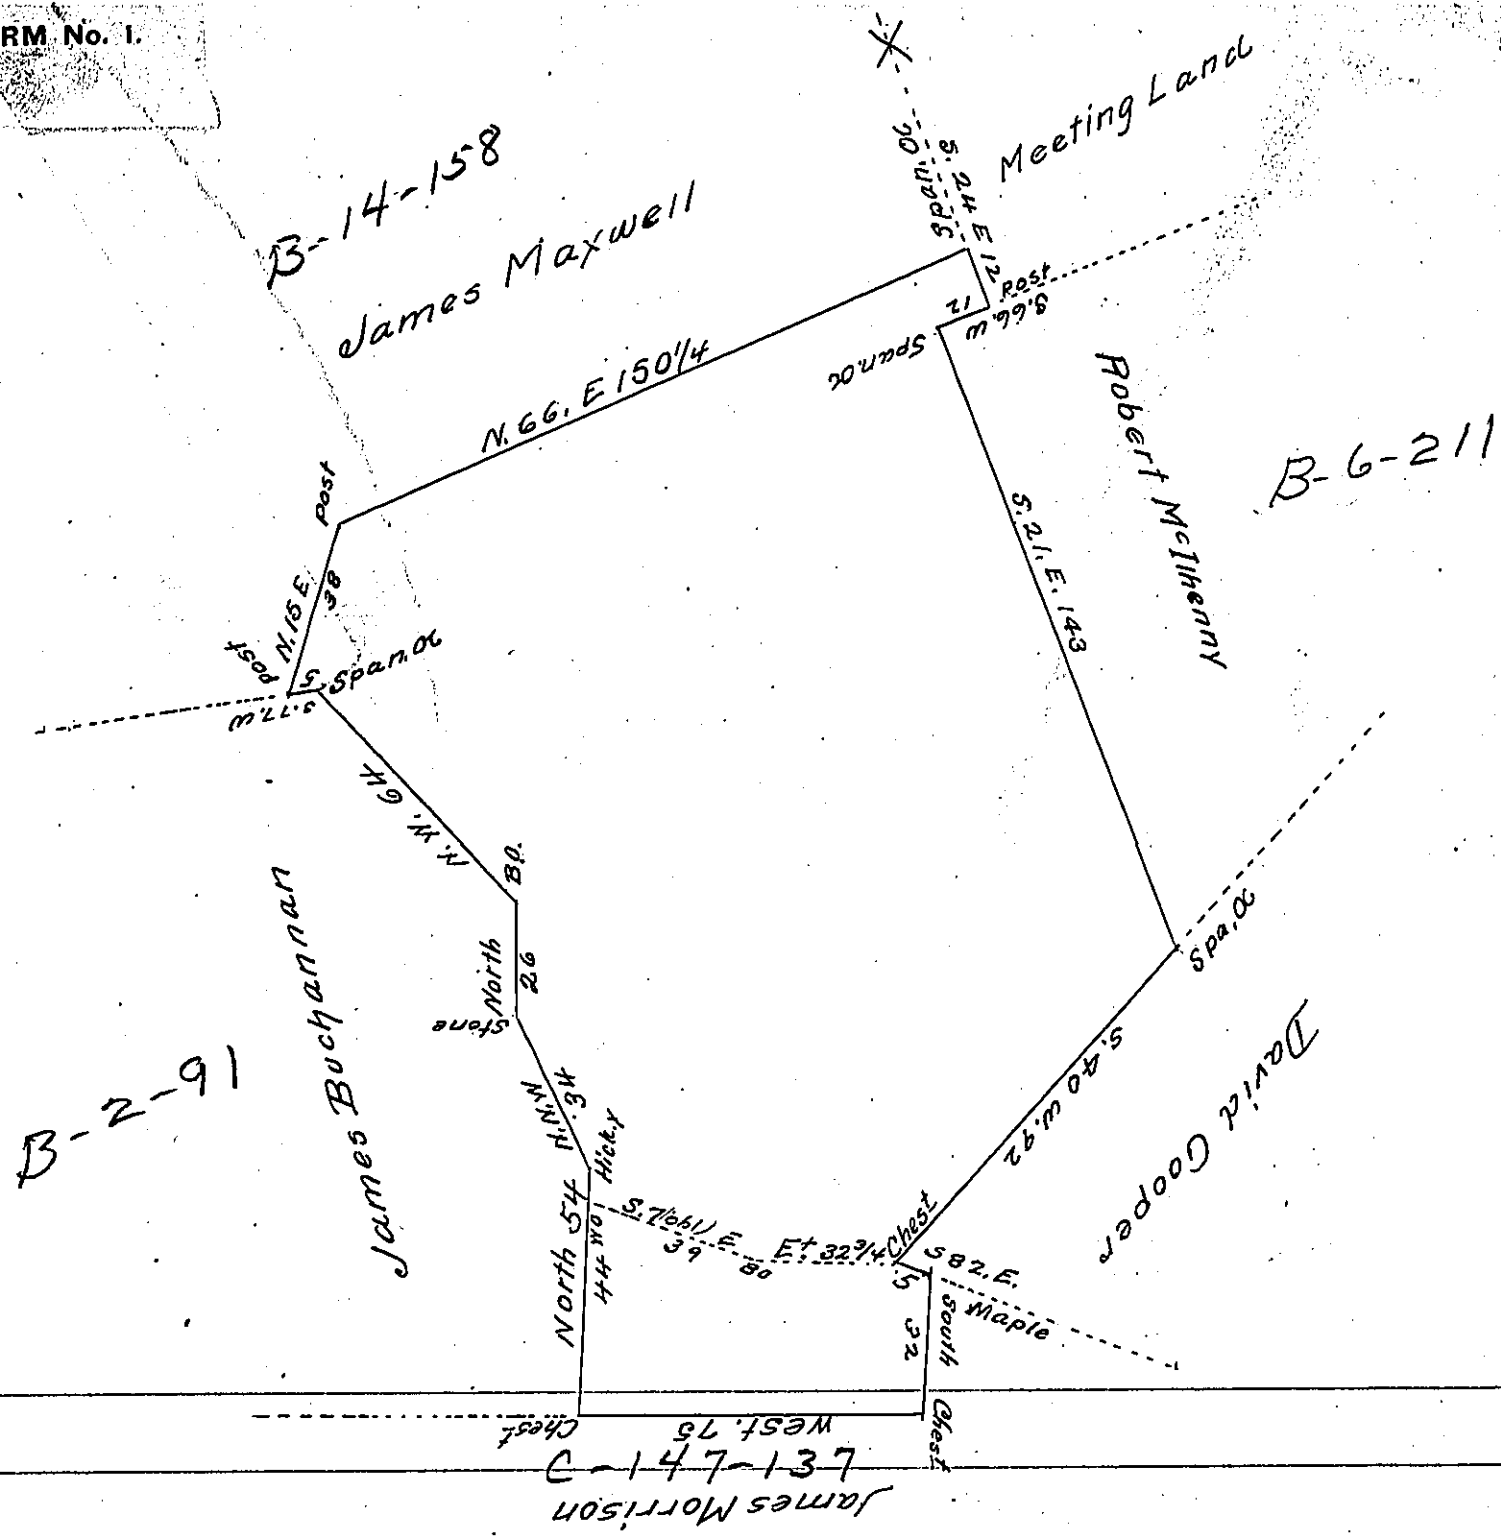 RM No. 1.
B-14-158
James Maxwell
Meeting Land
S. 24 E 12
Span. Oc
Post
S. 66. W
12
Span. Oc
N. 66. E 150 1/4
Robert McIlhenny
B-6-211
Post
N. 15 E.
38
Post
5
Span. Oc
S. 77. W
S. 21. E. 143
N. W. 64
B.O.
North
26
Stone
James Buchannan
B-2-91
N.N.W
34
Hick.y
Spa. Oc
S. 40 W. 92
David Cooper
North 54
44 WO
39
80
E+ 32 3/4
Chest
5
S 82. E.
Maple
South
32
Chest
West. 75
Chest
C-147-137
James Morrison